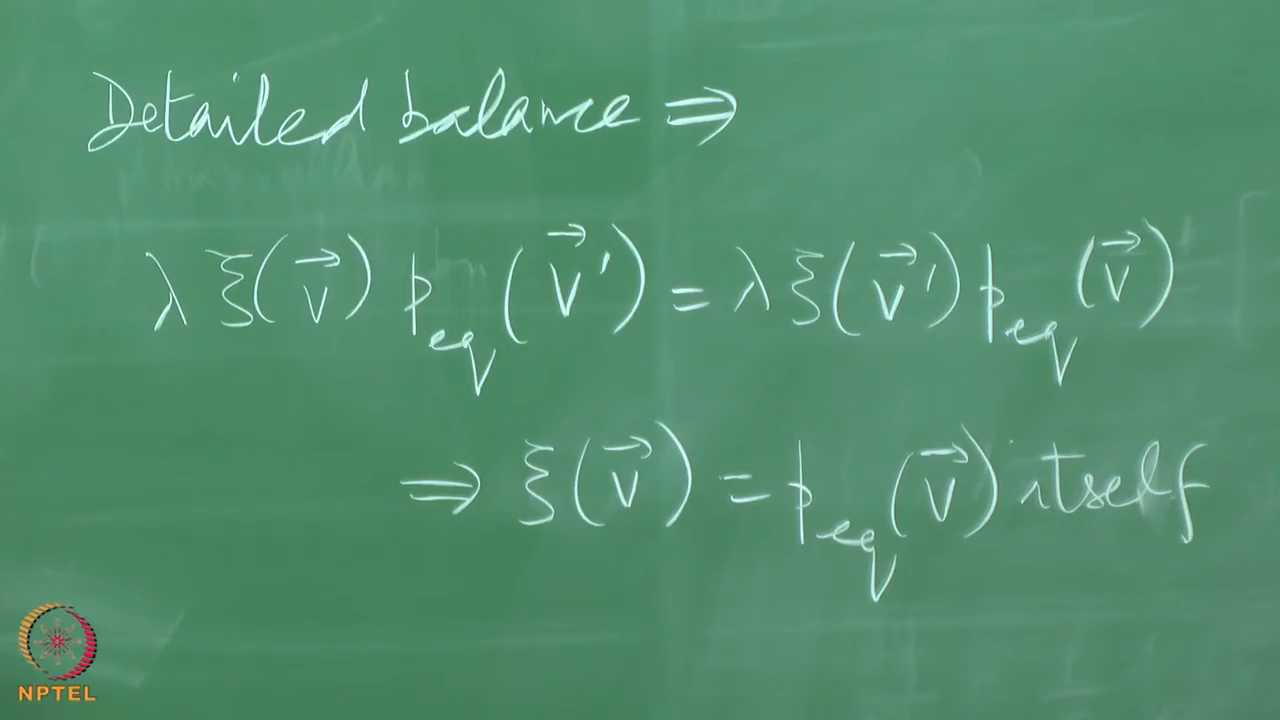 Detailed balance ⇒
λ ξ(v⃗) p_eq(v⃗') = λ ξ(v⃗') p_eq(v⃗)
⇒ ξ(v⃗) = p_eq(v⃗) itself
NPTEL